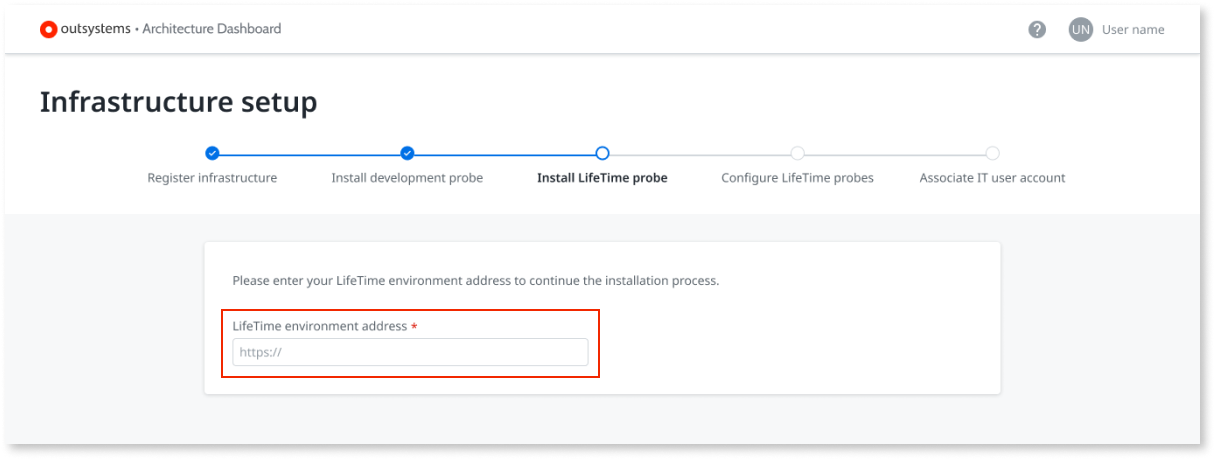 outsystems • Architecture Dashboard
? UN User name
Infrastructure setup
Register infrastructure
Install development probe
Install LifeTime probe
Configure LifeTime probes
Associate IT user account
Please enter your LifeTime environment address to continue the installation process.
LifeTime environment address *
https://